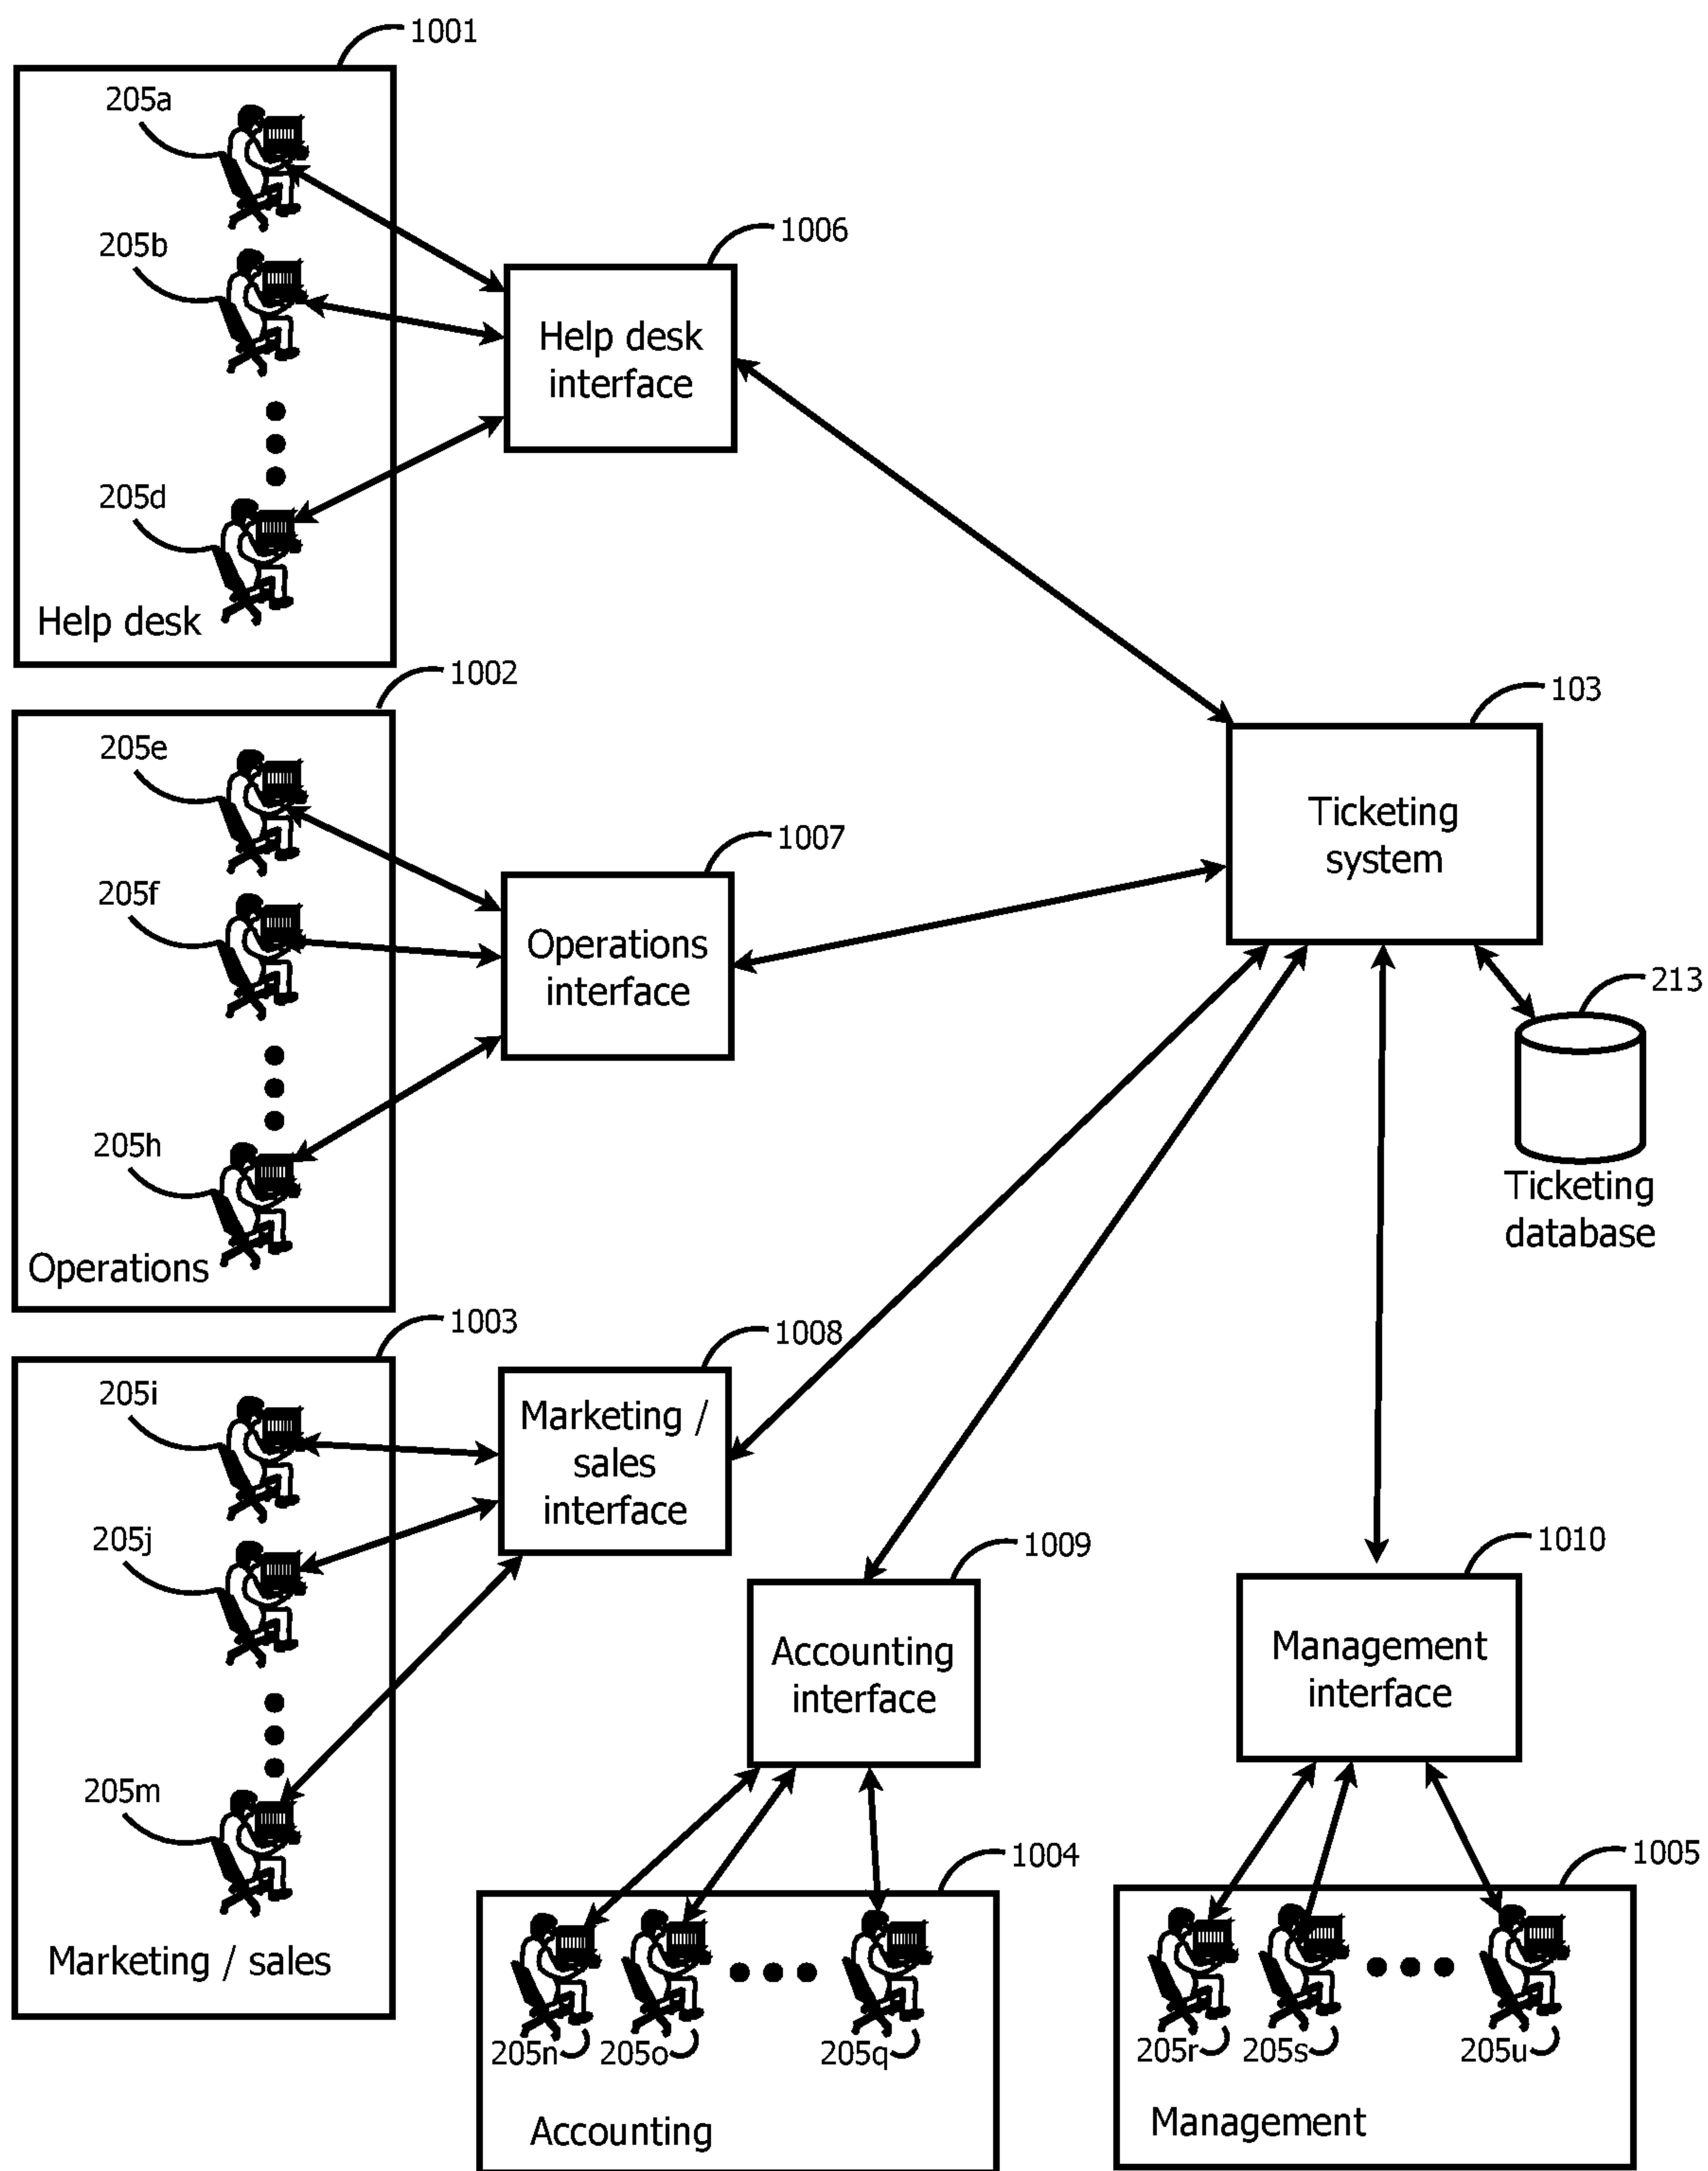 1001
205a
205b
1006
Help desk
interface
205d
Help desk
1002
103
205e
Ticketing
system
1007
205f
Operations
interface
213
205h
Ticketing
database
Operations
1003
1008
205i
Marketing /
sales
interface
205j
1009
1010
Accounting
interface
Management
interface
205m
1004
1005
Marketing / sales
205n
205o
205q
205r
205s
205u
Accounting
Management